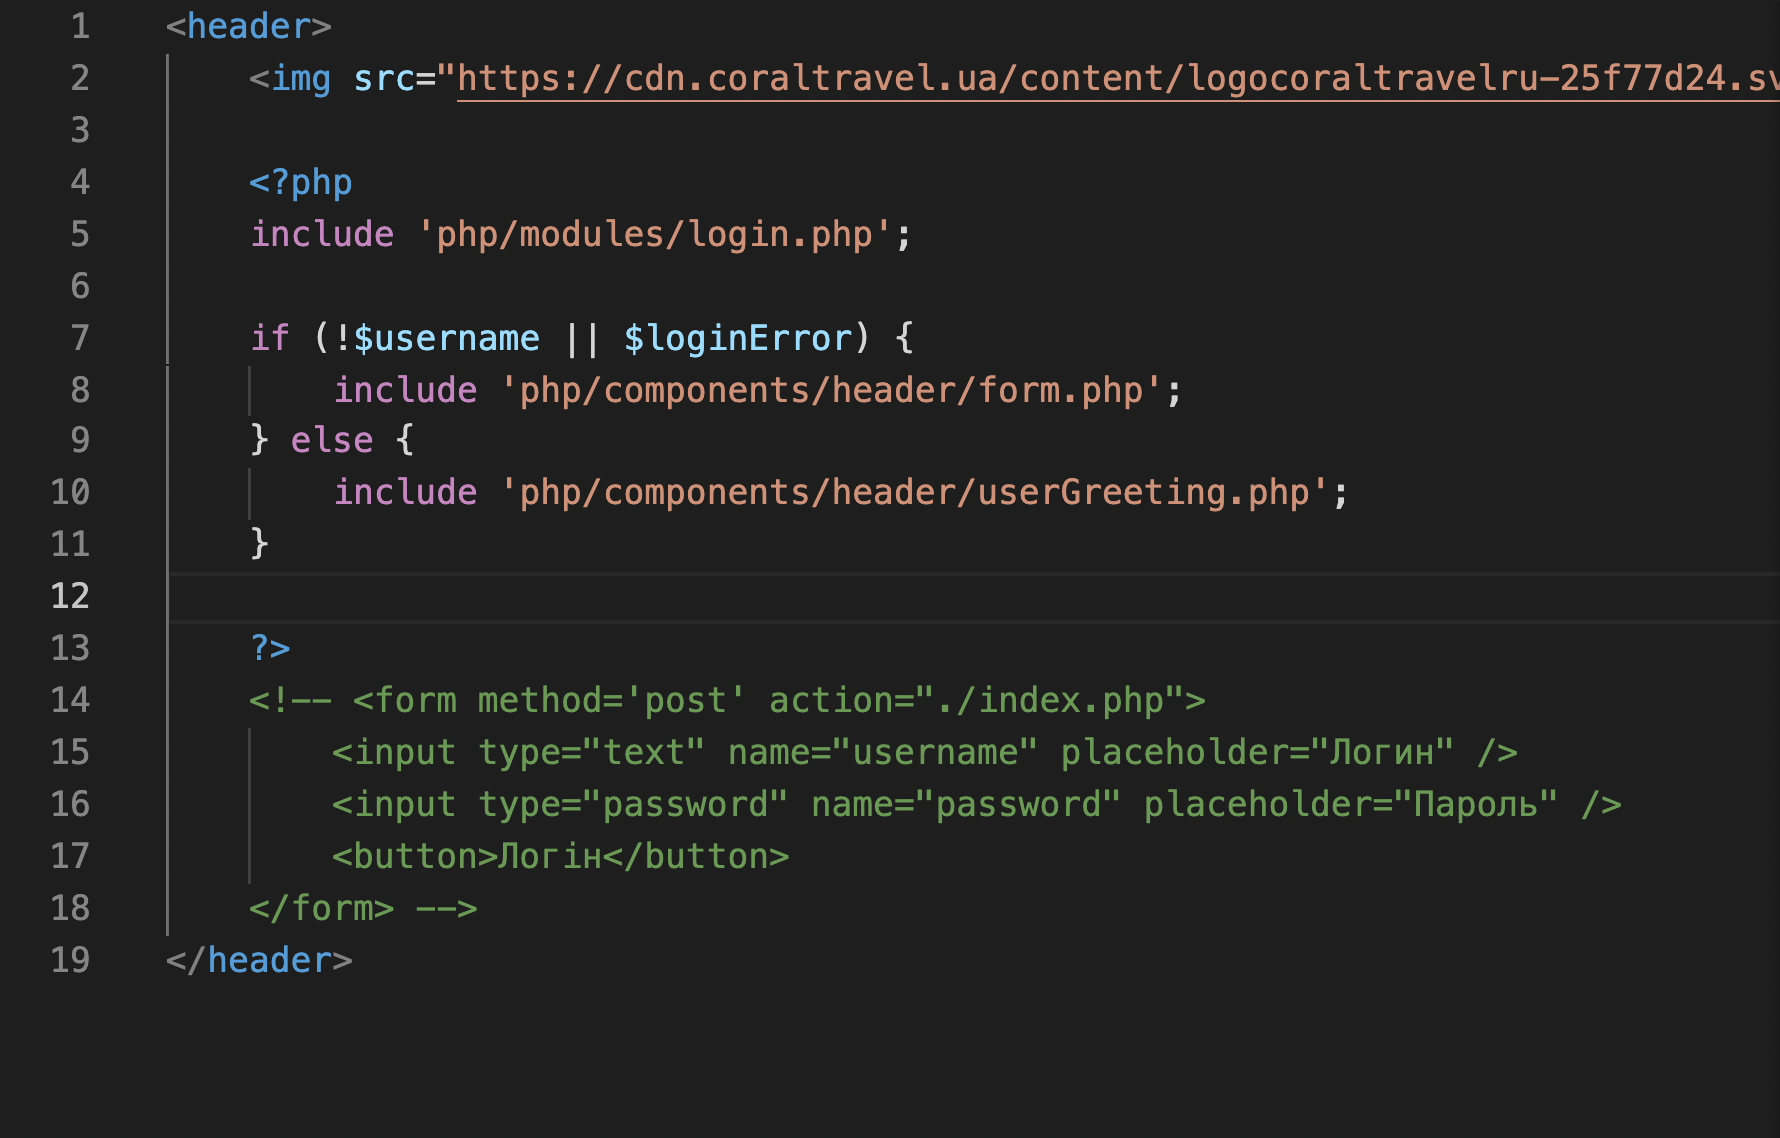 1 <header>
2 <img src="https://cdn.coraltravel.ua/content/logocoraltravelru-25f77d24.sv
3
4 <?php
5 include 'php/modules/login.php';
6
7 if (!$username || $loginError) {
8 include 'php/components/header/form.php';
9 } else {
10 include 'php/components/header/userGreeting.php';
11 }
12
13 ?>
14 <!-- <form method='post' action="./index.php">
15 <input type="text" name="username" placeholder="Логин" />
16 <input type="password" name="password" placeholder="Пароль" />
17 <button>Логін</button>
18 </form> -->
19 </header>